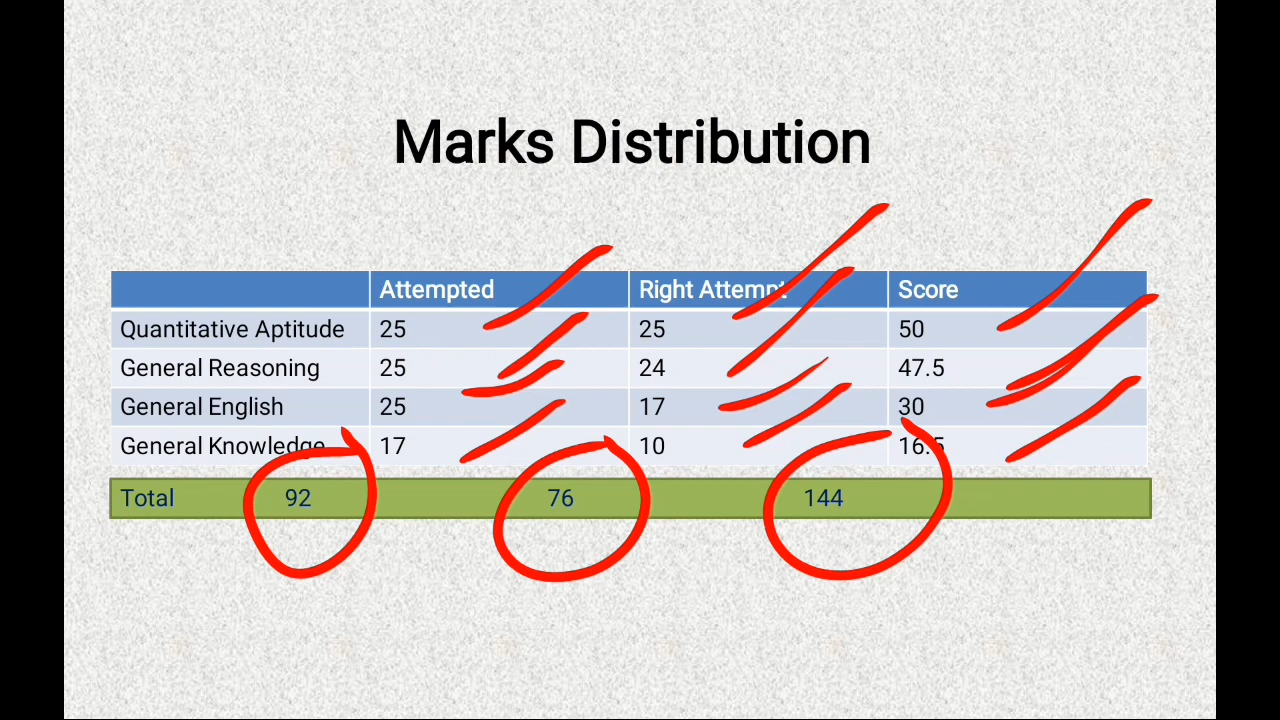 Marks Distribution
Attempted Right Attempt Score
Quantitative Aptitude 25 25 50
General Reasoning 25 24 47.5
General English 25 17 30
General Knowledge 17 10 16.5
Total 92 76 144